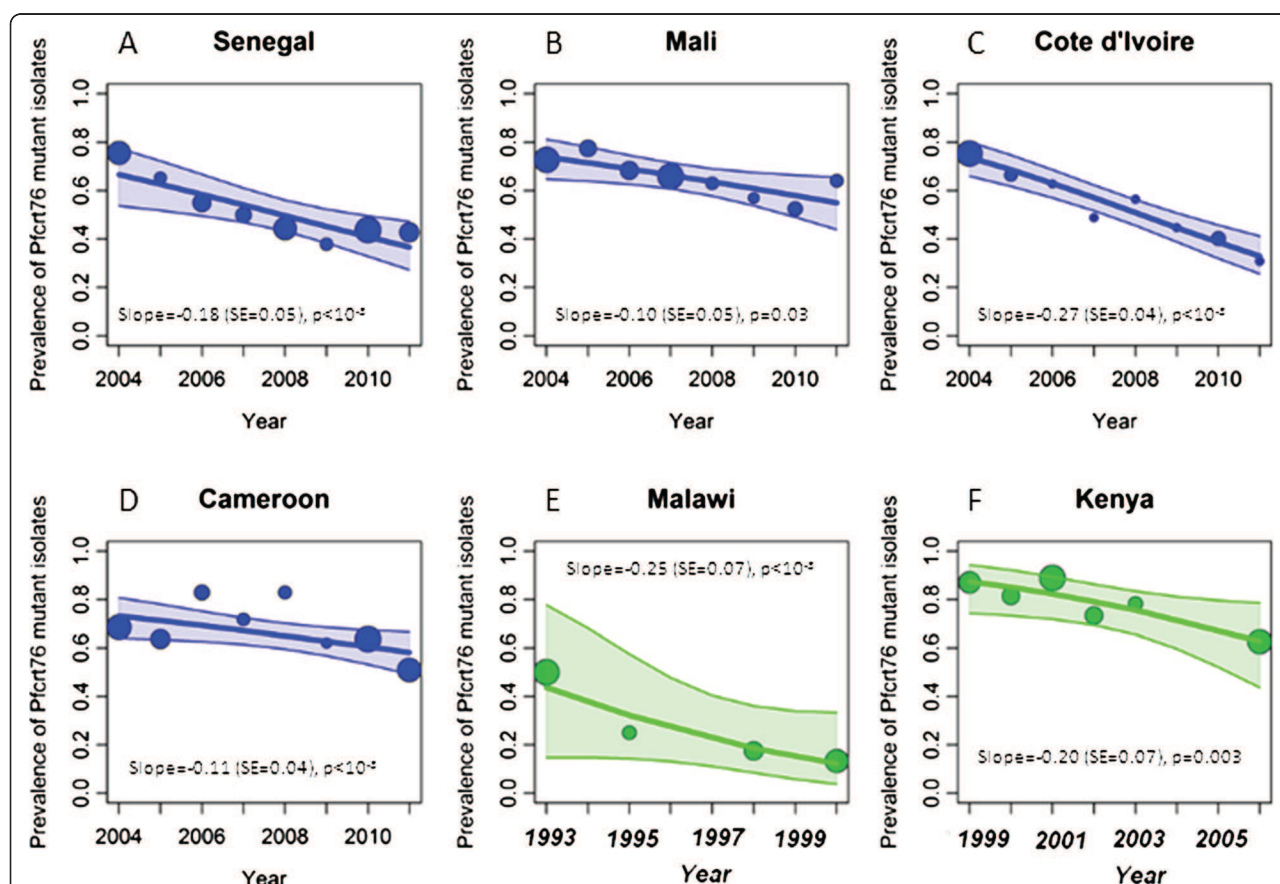 A Senegal
Prevalence of Pfcrt76 mutant isolates
1.0
0.8
0.6
0.4
0.2
0.0
Slope=-0.18 (SE=0.05), p<10⁻³
2004 2006 2008 2010
Year
B Mali
Prevalence of Pfcrt76 mutant isolates
1.0
0.8
0.6
0.4
0.2
0.0
Slope=-0.10 (SE=0.05), p=0.03
2004 2006 2008 2010
Year
C Cote d'Ivoire
Prevalence of Pfcrt76 mutant isolates
1.0
0.8
0.6
0.4
0.2
0.0
Slope=-0.27 (SE=0.04), p<10⁻³
2004 2006 2008 2010
Year
D Cameroon
Prevalence of Pfcrt76 mutant isolates
1.0
0.8
0.6
0.4
0.2
0.0
Slope=-0.11 (SE=0.04), p<10⁻³
2004 2006 2008 2010
Year
E Malawi
Prevalence of Pfcrt76 mutant isolates
1.0
0.8
0.6
0.4
0.2
0.0
Slope=-0.25 (SE=0.07), p<10⁻³
1993 1995 1997 1999
Year
F Kenya
Prevalence of Pfcrt76 mutant isolates
1.0
0.8
0.6
0.4
0.2
0.0
Slope=-0.20 (SE=0.07), p=0.003
1999 2001 2003 2005
Year